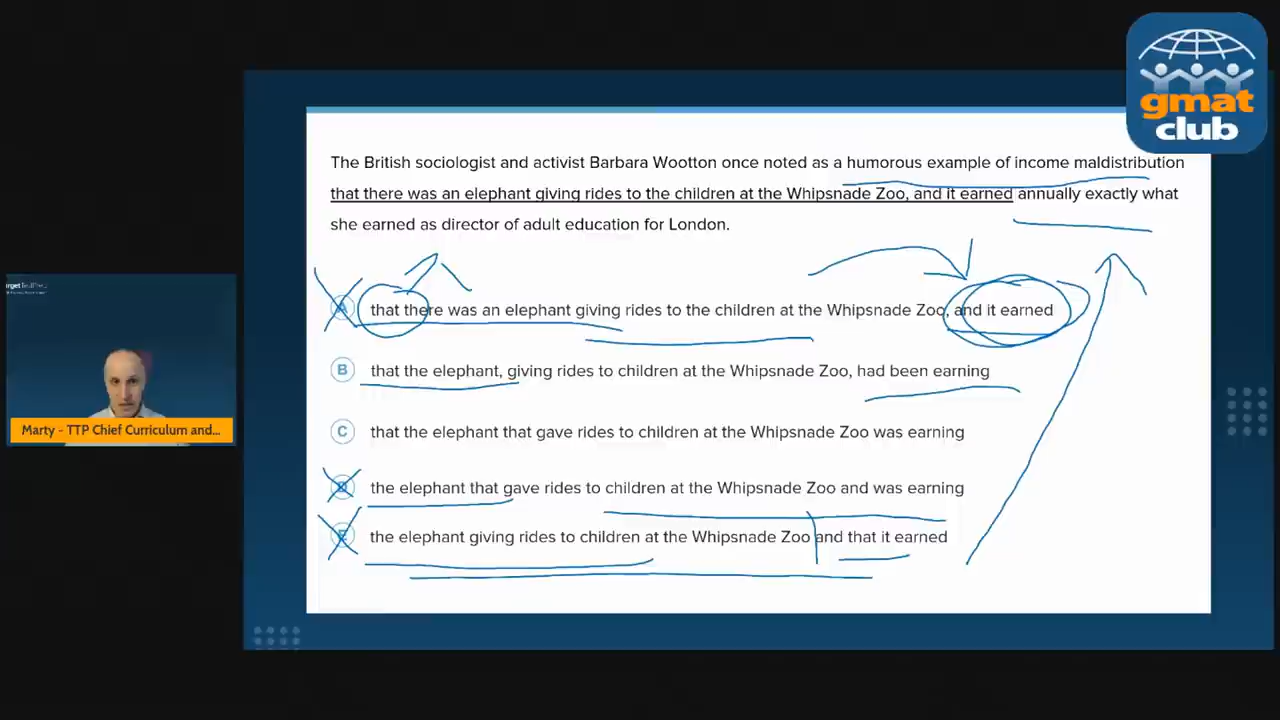 gmat
club
The British sociologist and activist Barbara Wootton once noted as a humorous example of income maldistribution
that there was an elephant giving rides to the children at the Whipsnade Zoo, and it earned annually exactly what
she earned as director of adult education for London.
A that there was an elephant giving rides to the children at the Whipsnade Zoo, and it earned
B that the elephant, giving rides to children at the Whipsnade Zoo, had been earning
C that the elephant that gave rides to children at the Whipsnade Zoo was earning
D the elephant that gave rides to children at the Whipsnade Zoo and was earning
E the elephant giving rides to children at the Whipsnade Zoo and that it earned
Marty - TTP Chief Curriculum and...